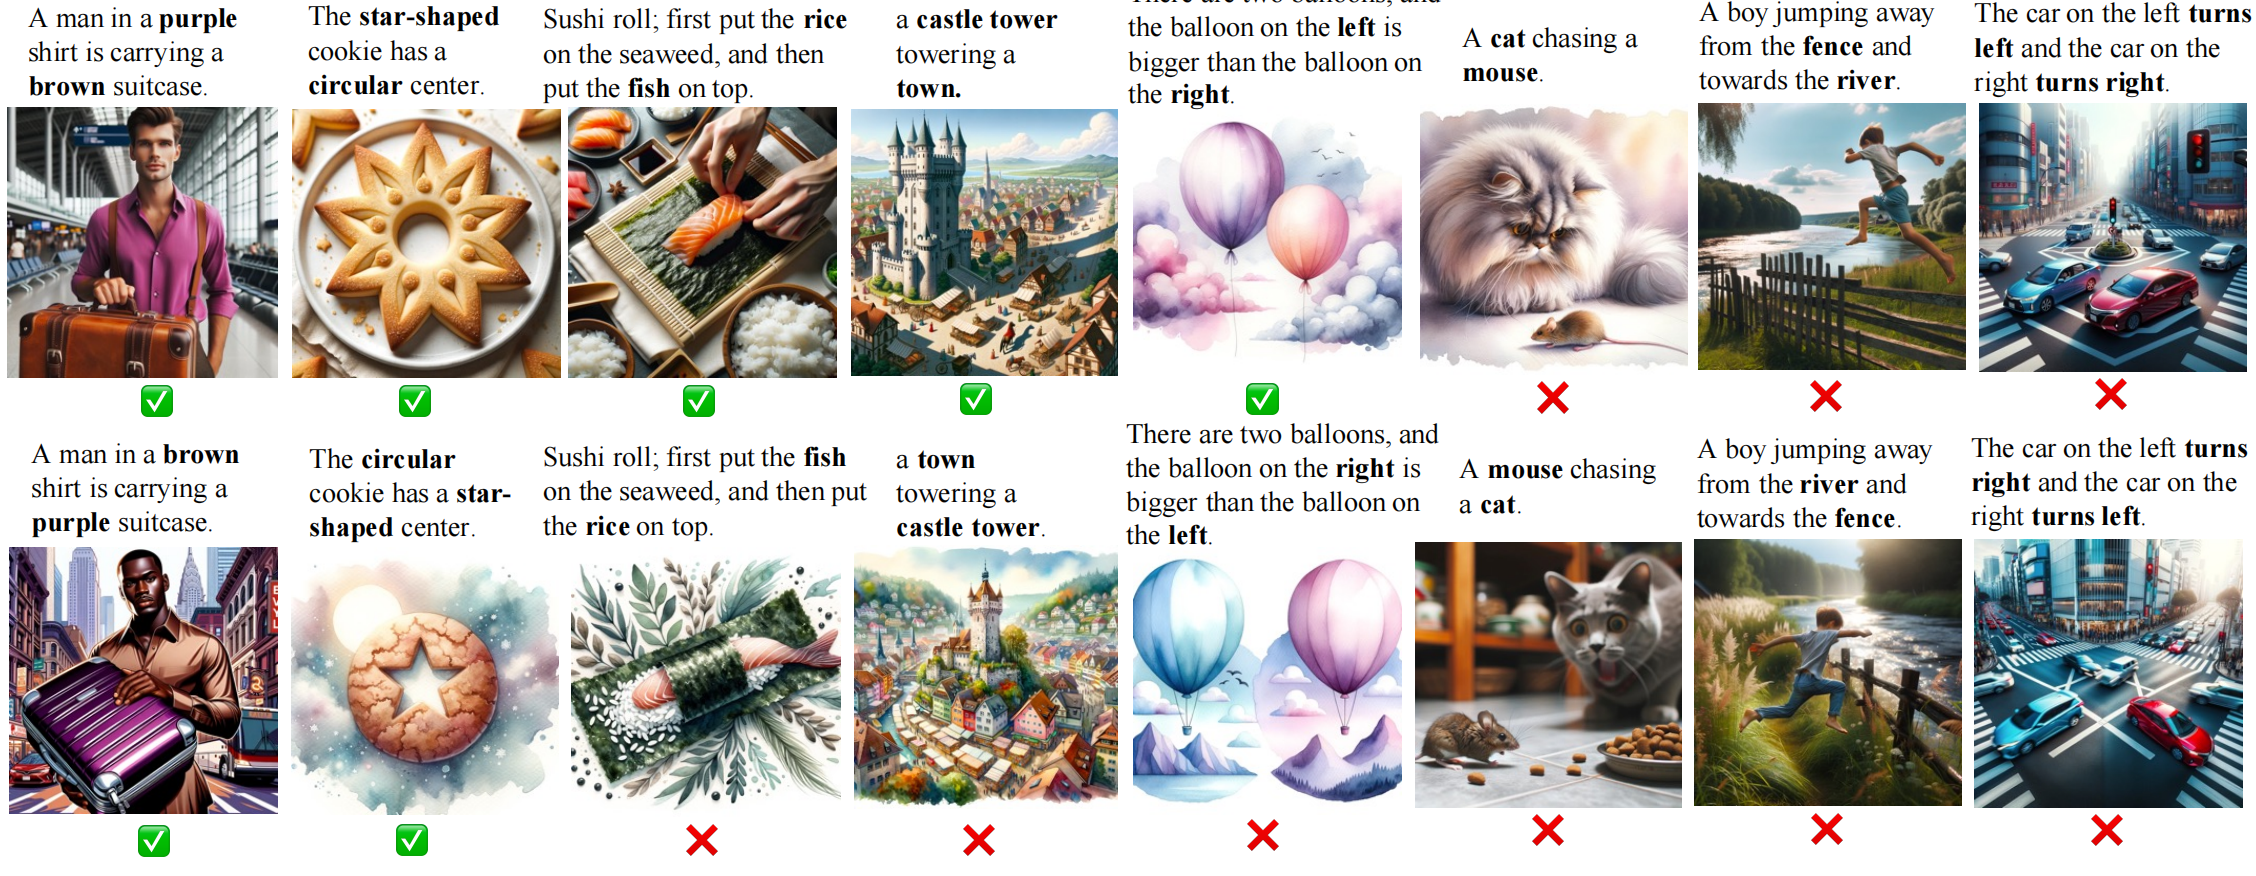 A man in a purple
shirt is carrying a
brown suitcase.
The star-shaped
cookie has a
circular center.
Sushi roll; first put the rice
on the seaweed, and then
put the fish on top.
a castle tower
towering a
town.
There are two balloons, and
the balloon on the left is
bigger than the balloon on
the right.
A cat chasing a
mouse.
A boy jumping away
from the fence and
towards the river.
The car on the left turns
left and the car on the
right turns right.
A man in a brown
shirt is carrying a
purple suitcase.
The circular
cookie has a star-
shaped center.
Sushi roll; first put the fish
on the seaweed, and then put
the rice on top.
a town
towering a
castle tower.
There are two balloons, and
the balloon on the right is
bigger than the balloon on
the left.
A mouse chasing
a cat.
A boy jumping away
from the river and
towards the fence.
The car on the left turns
right and the car on the
right turns left.